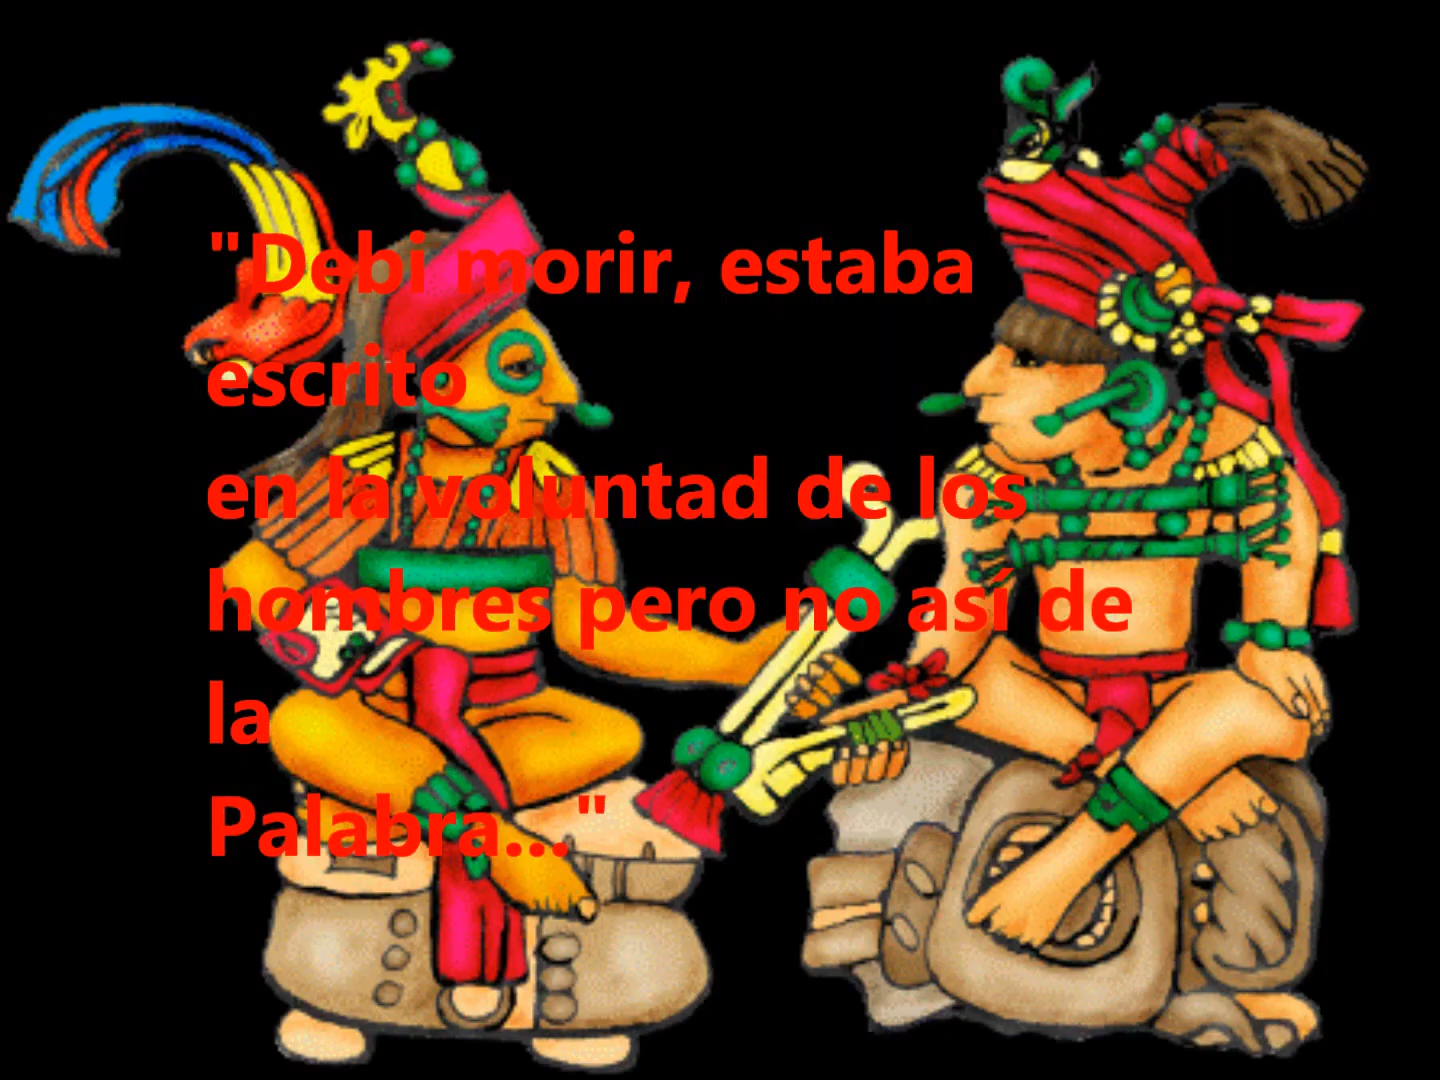 "Debi morir, estaba
escrito
en la voluntad de los
hombres pero no así de
la
Palabra..."